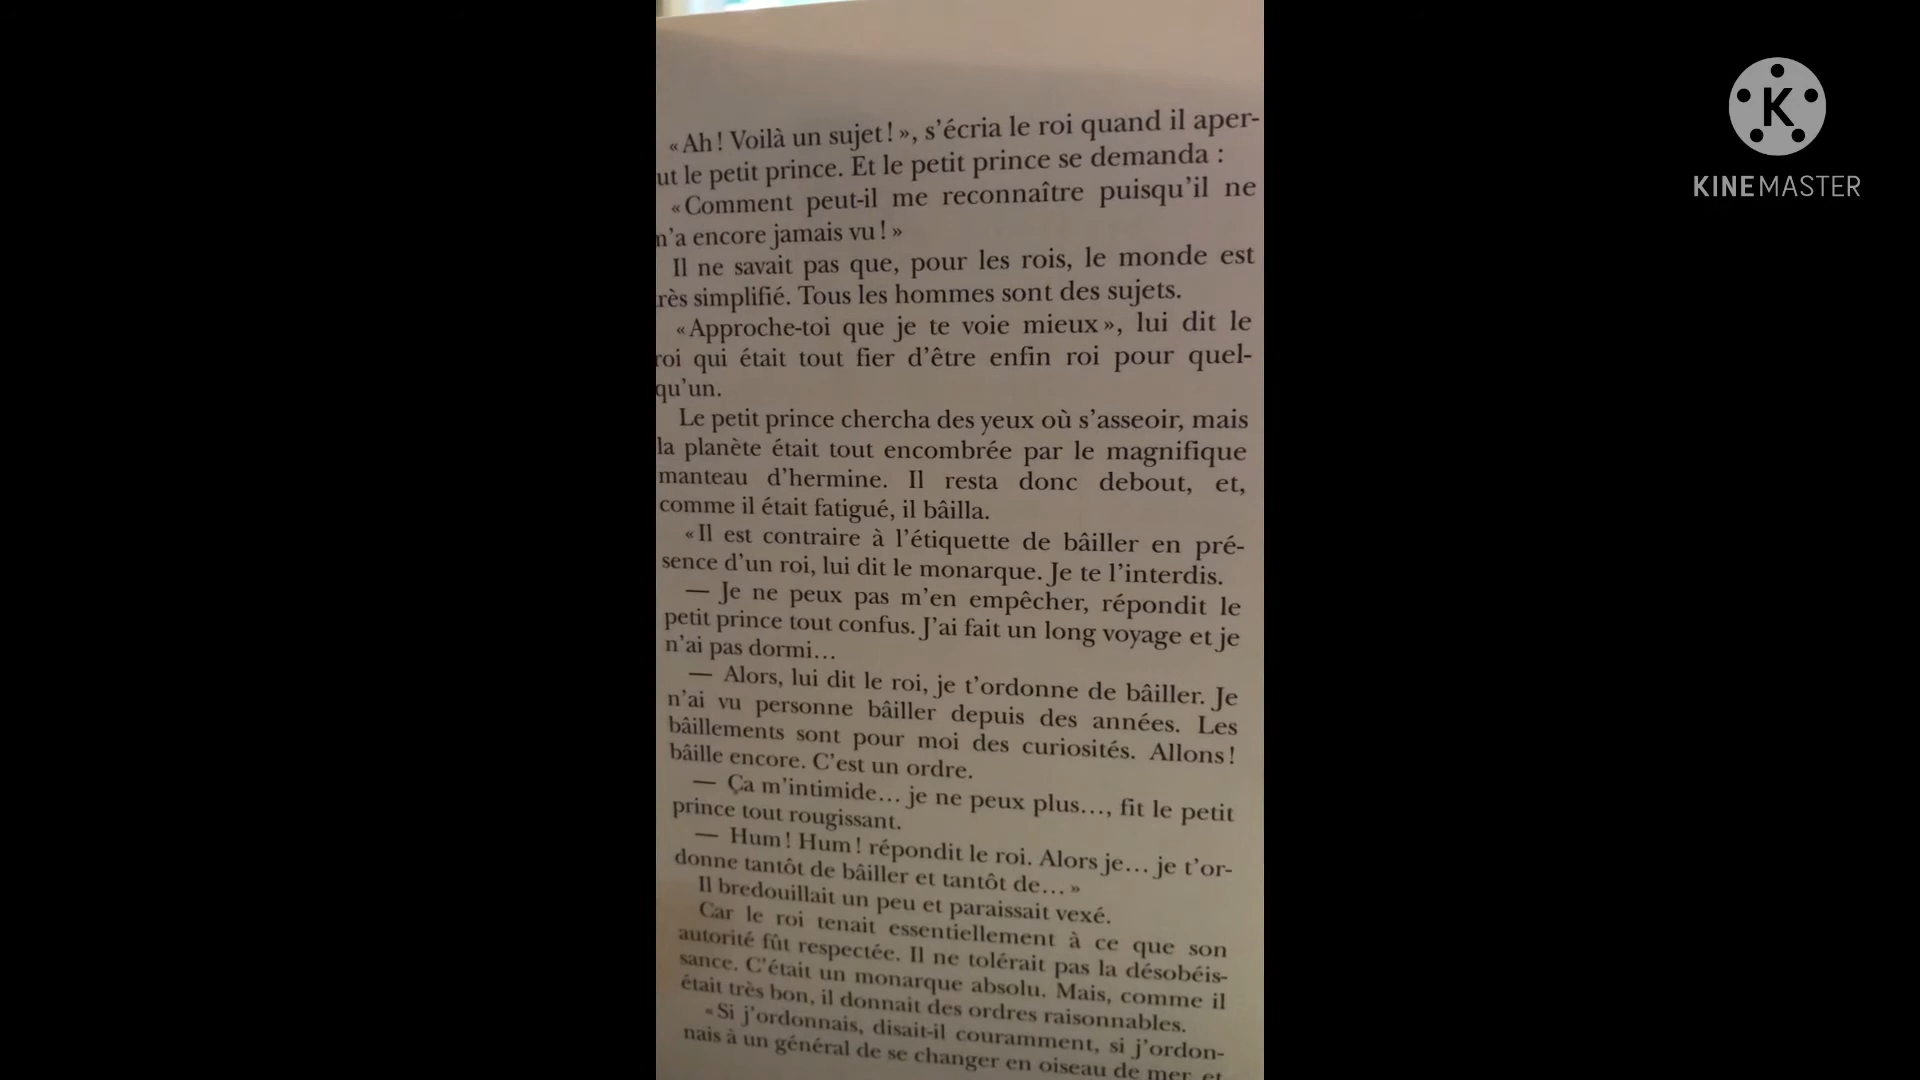 «Ah! Voilà un sujet!», s'écria le roi quand il aper-
ut le petit prince. Et le petit prince se demanda :
«Comment peut-il me reconnaître puisqu'il ne
m'a encore jamais vu!»
Il ne savait pas que, pour les rois, le monde est
rès simplifié. Tous les hommes sont des sujets.
«Approche-toi que je te voie mieux», lui dit le
roi qui était tout fier d'être enfin roi pour quel-
qu'un.
Le petit prince chercha des yeux où s'asseoir, mais
la planète était tout encombrée par le magnifique
manteau d'hermine. Il resta donc debout, et,
comme il était fatigué, il bâilla.
«Il est contraire à l'étiquette de bâiller en pré-
sence d'un roi, lui dit le monarque. Je te l'interdis.
— Je ne peux pas m'en empêcher, répondit le
petit prince tout confus. J'ai fait un long voyage et je
n'ai pas dormi…
— Alors, lui dit le roi, je t'ordonne de bâiller. Je
n'ai vu personne bâiller depuis des années. Les
bâillements sont pour moi des curiosités. Allons!
bâille encore. C'est un ordre.
— Ça m'intimide… je ne peux plus…, fit le petit
prince tout rougissant.
— Hum! Hum! répondit le roi. Alors je… je t'or-
donne tantôt de bâiller et tantôt de…»
Il bredouillait un peu et paraissait vexé.
Car le roi tenait essentiellement à ce que son
autorité fût respectée. Il ne tolérait pas la désobéis-
sance. C'était un monarque absolu. Mais, comme il
était très bon, il donnait des ordres raisonnables.
«Si j'ordonnais, disait-il couramment, si j'ordon-
nais à un général de se changer en oiseau de mer, et
K
KINEMASTER